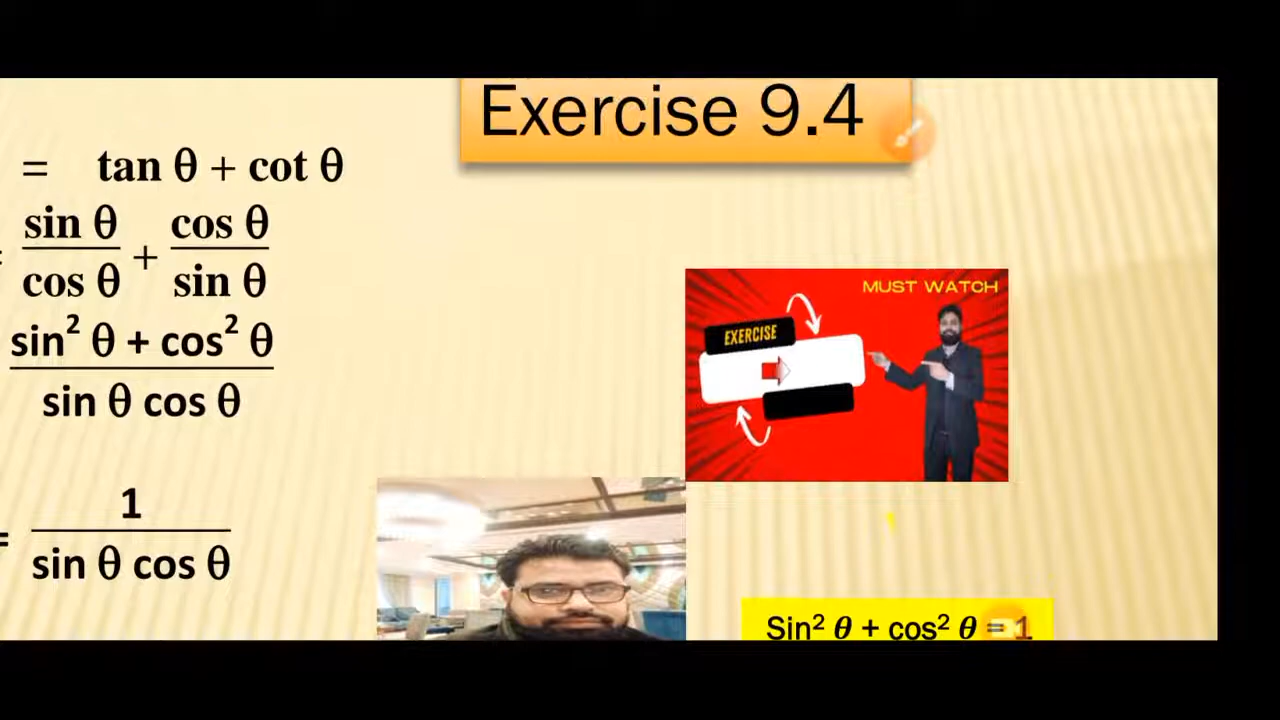 Exercise 9.4
= tan θ + cot θ
= sin θ/cos θ + cos θ/sin θ
sin² θ + cos² θ
sin θ cos θ
= 1
sin θ cos θ
MUST WATCH
EXERCISE
Sin² θ + cos² θ = 1